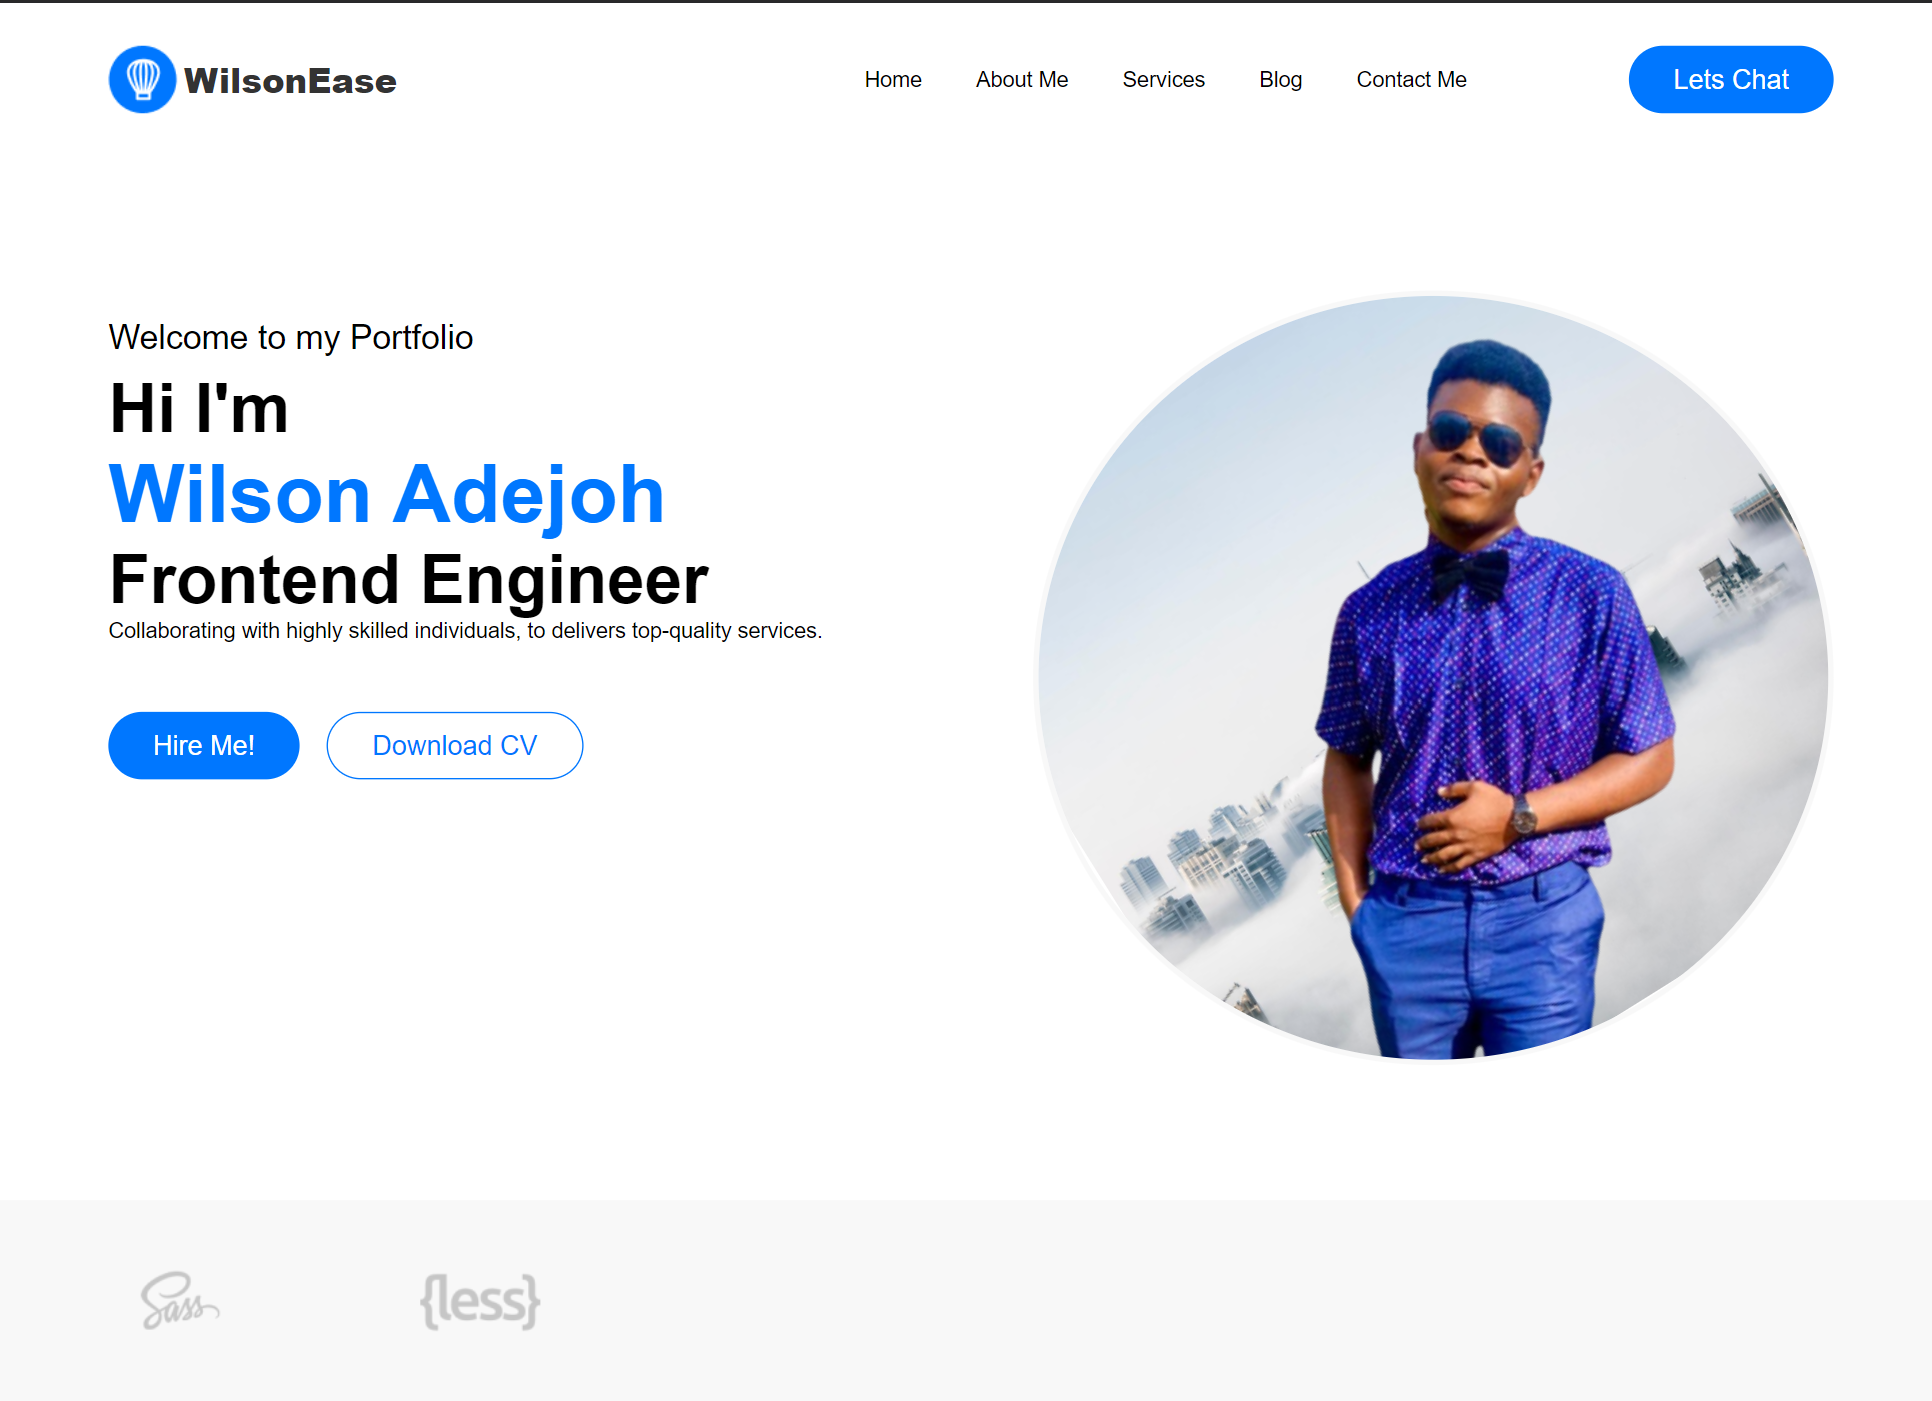 WilsonEase
Home About Me Services Blog Contact Me
Lets Chat
Welcome to my Portfolio
Hi I'm
Wilson Adejoh
Frontend Engineer
Collaborating with highly skilled individuals, to delivers top-quality services.
Hire Me! Download CV
Sass {less}